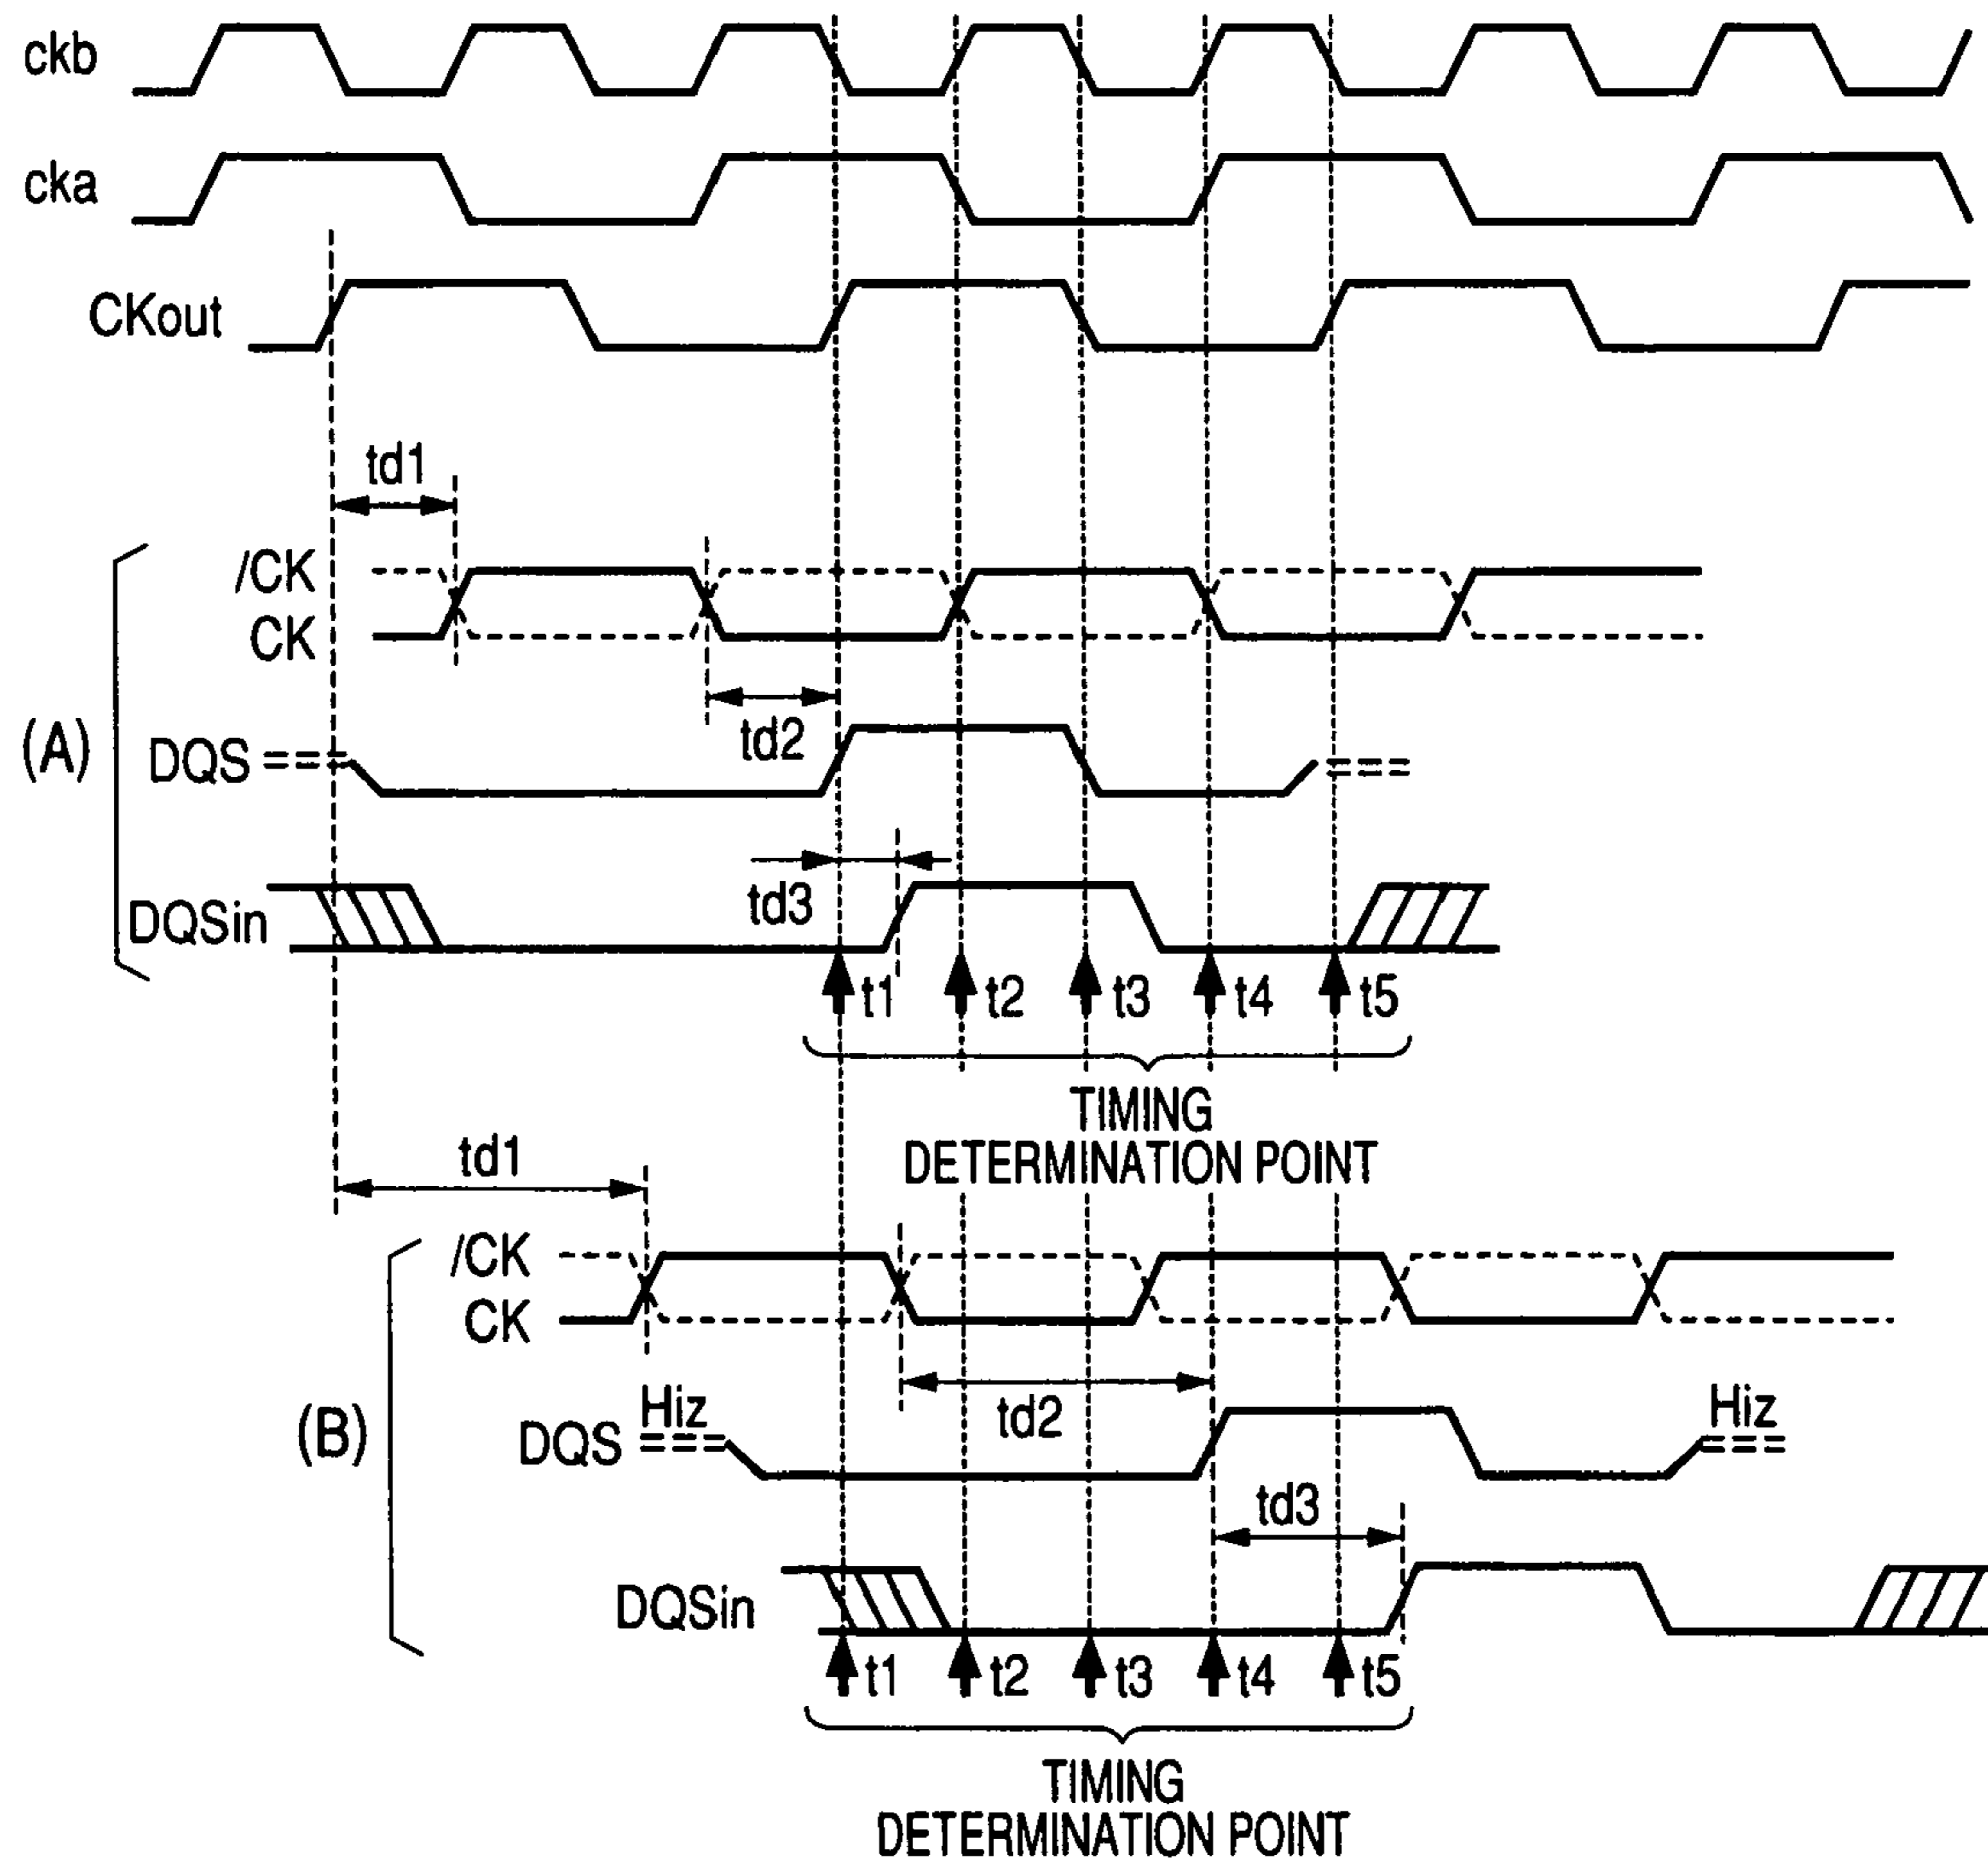 ckb
cka
CKout
td1
/CK
CK
td2
(A)
DQS
td3
DQSin
t1 t2 t3 t4 t5
TIMING
DETERMINATION POINT
td1
/CK
CK
td2
(B)
Hiz Hiz
DQS
td3
DQSin
t1 t2 t3 t4 t5
TIMING
DETERMINATION POINT